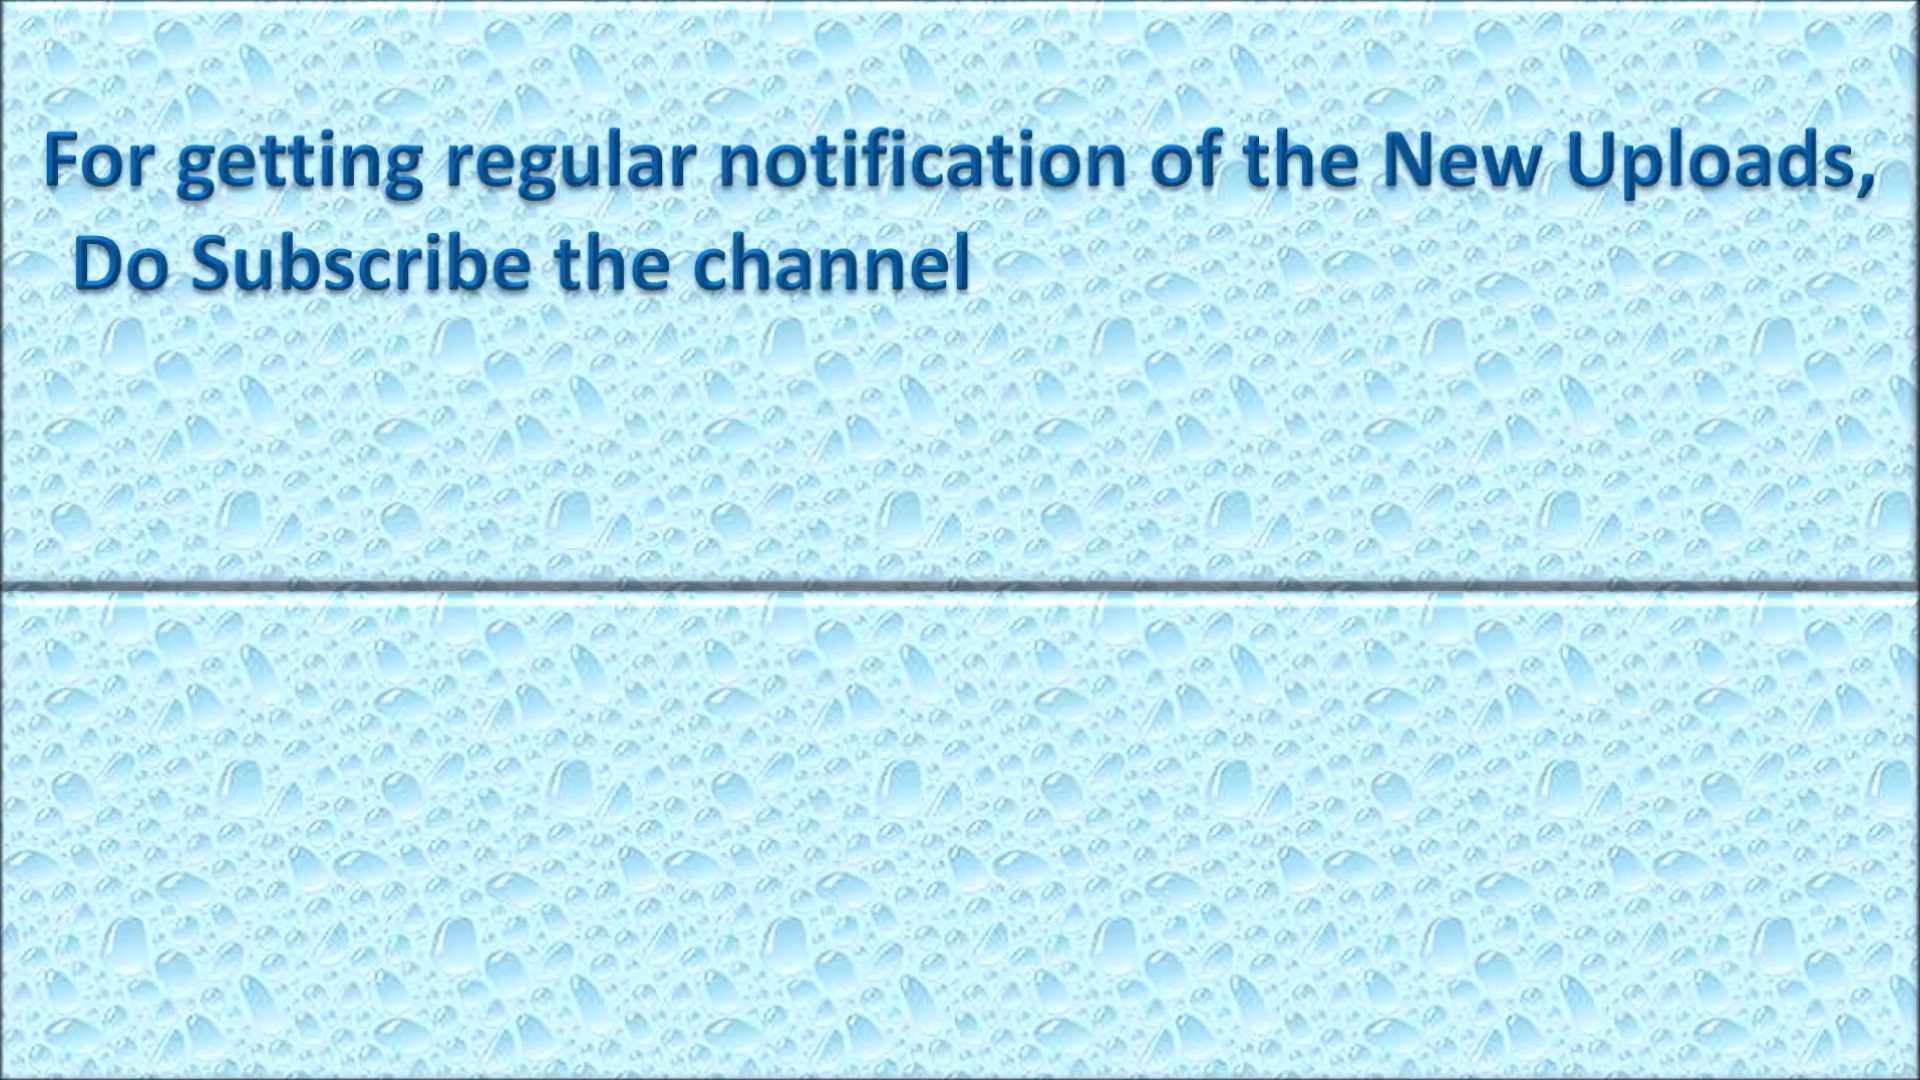 For getting regular notification of the New Uploads,
Do Subscribe the channel